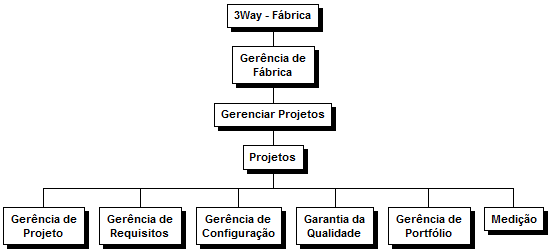 3Way - Fábrica
Gerência de
Fábrica
Gerenciar Projetos
Projetos
Gerência de
Projeto
Gerência de
Requisitos
Gerência de
Configuração
Garantia da
Qualidade
Gerência de
Portfólio
Medição